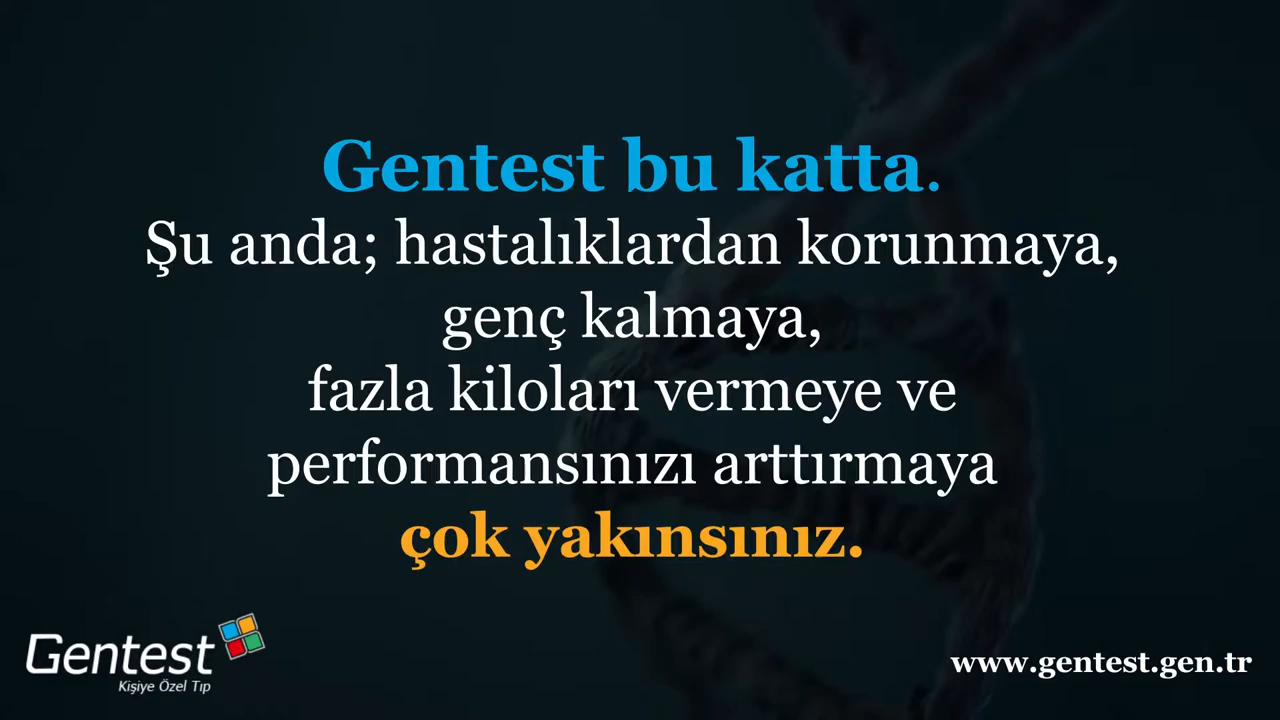 Gentest bu katta.
Şu anda; hastalıklardan korunmaya,
genç kalmaya,
fazla kiloları vermeye ve
performansınızı arttırmaya
çok yakınsınız.
Gentest
Kişiye Özel Tıp
www.gentest.gen.tr